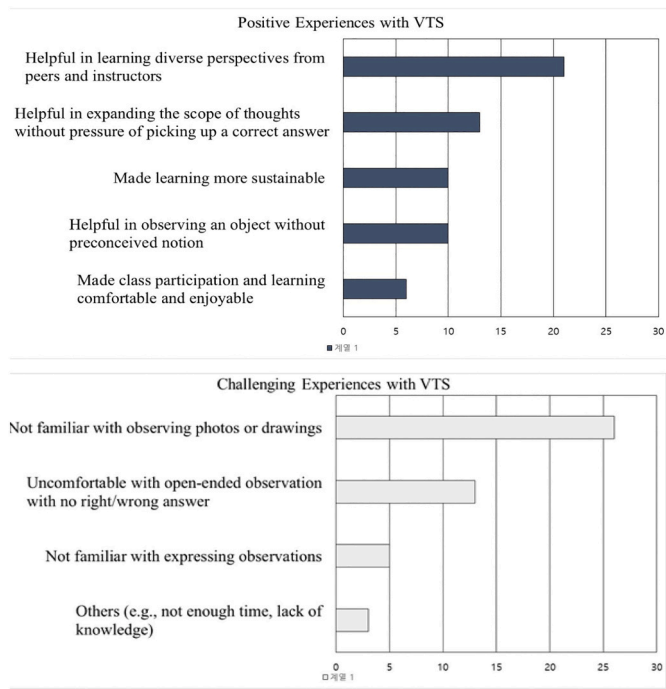 Positive Experiences with VTS
Helpful in learning diverse perspectives from
peers and instructors
Helpful in expanding the scope of thoughts
without pressure of picking up a correct answer
Made learning more sustainable
Helpful in observing an object without
preconceived notion
Made class participation and learning
comfortable and enjoyable
0 5 10 15 20 25 30
계열 1
Challenging Experiences with VTS
Not familiar with observing photos or drawings
Uncomfortable with open-ended observation
with no right/wrong answer
Not familiar with expressing observations
Others (e.g., not enough time, lack of
knowledge)
0 5 10 15 20 25 30
계열 1